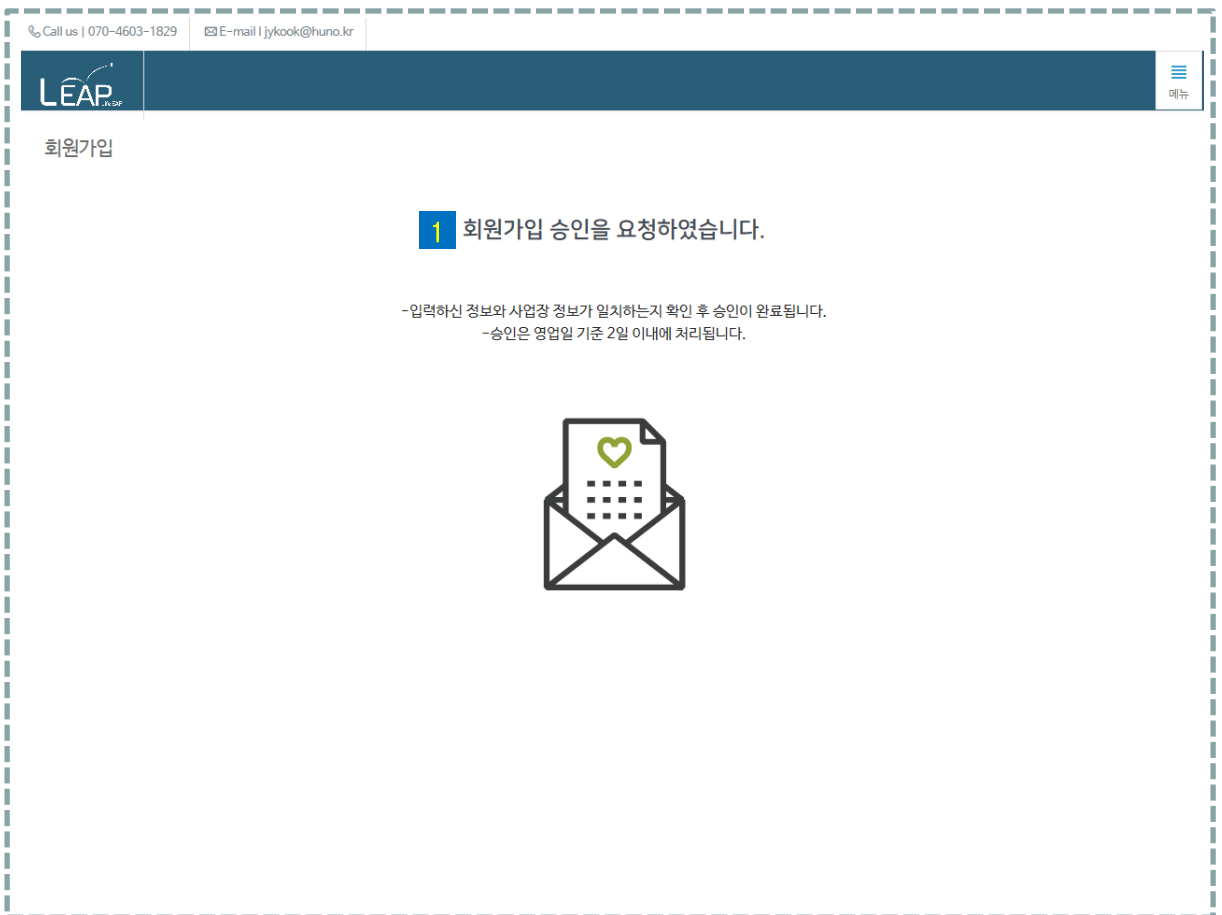 Call us | 070-4603-1829 E-mail l jykook@huno.kr
LEAP
메뉴
회원가입
1 회원가입 승인을 요청하였습니다.
-입력하신 정보와 사업장 정보가 일치하는지 확인 후 승인이 완료됩니다.
-승인은 영업일 기준 2일 이내에 처리됩니다.